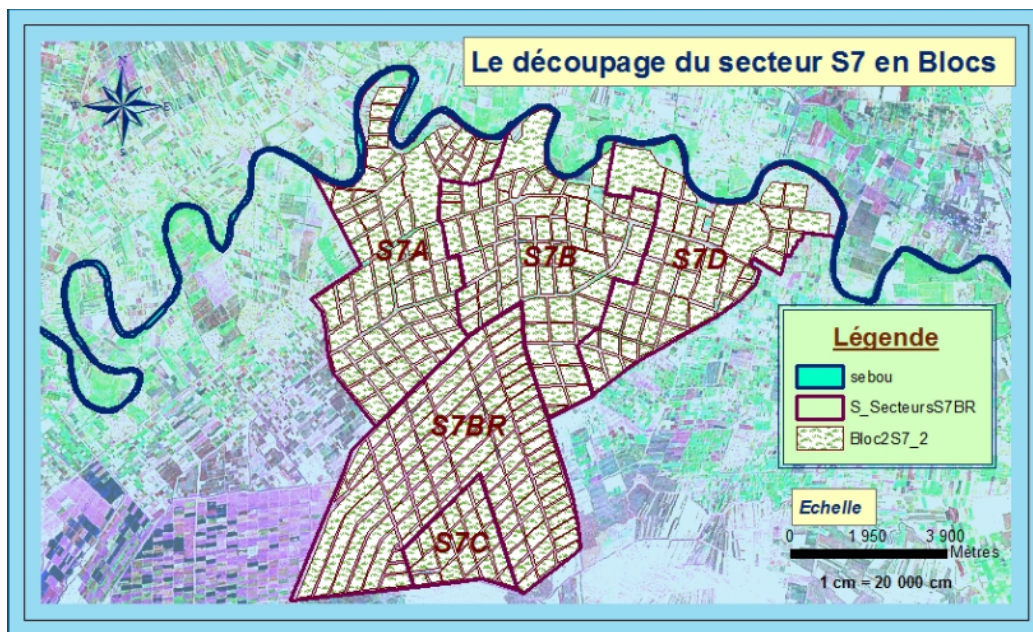 Le découpage du secteur S7 en Blocs
N
E
S
S7A
S7B
S7D
S7BR
S7C
Légende
sebou
S_SecteursS7BR
Bloc2S7_2
Echelle
0 1 950 3 900
Mètres
1 cm = 20 000 cm